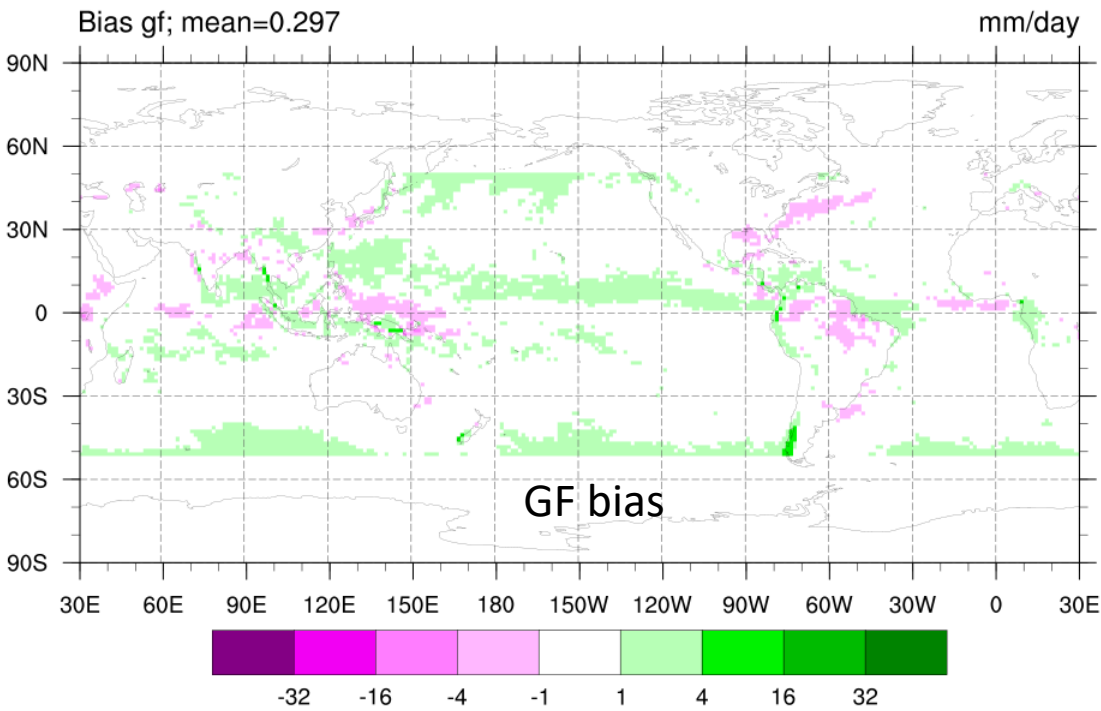 Bias gf; mean=0.297 mm/day
90N
60N
30N
0
30S
60S
90S
GF bias
30E 60E 90E 120E 150E 180 150W 120W 90W 60W 30W 0 30E
-32 -16 -4 -1 1 4 16 32